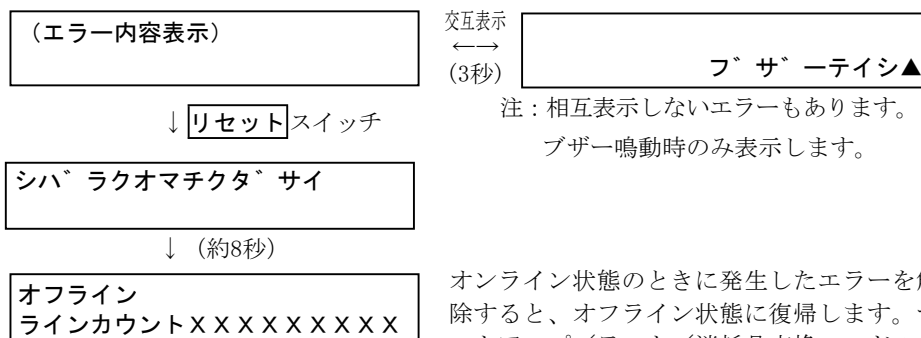 （エラー内容表示）
交互表示
←→
（3秒）
フ゛サ゛ーテイシ▲
↓リセットスイッチ
注：相互表示しないエラーもあります。
ブザー鳴動時のみ表示します。
シハ゛ラクオマチクタ゛サイ
↓（約8秒）
オフライン
ラインカウントＸＸＸＸＸＸＸＸＸ
オンライン状態のときに発生したエラーを
除すると、オフライン状態に復帰します。